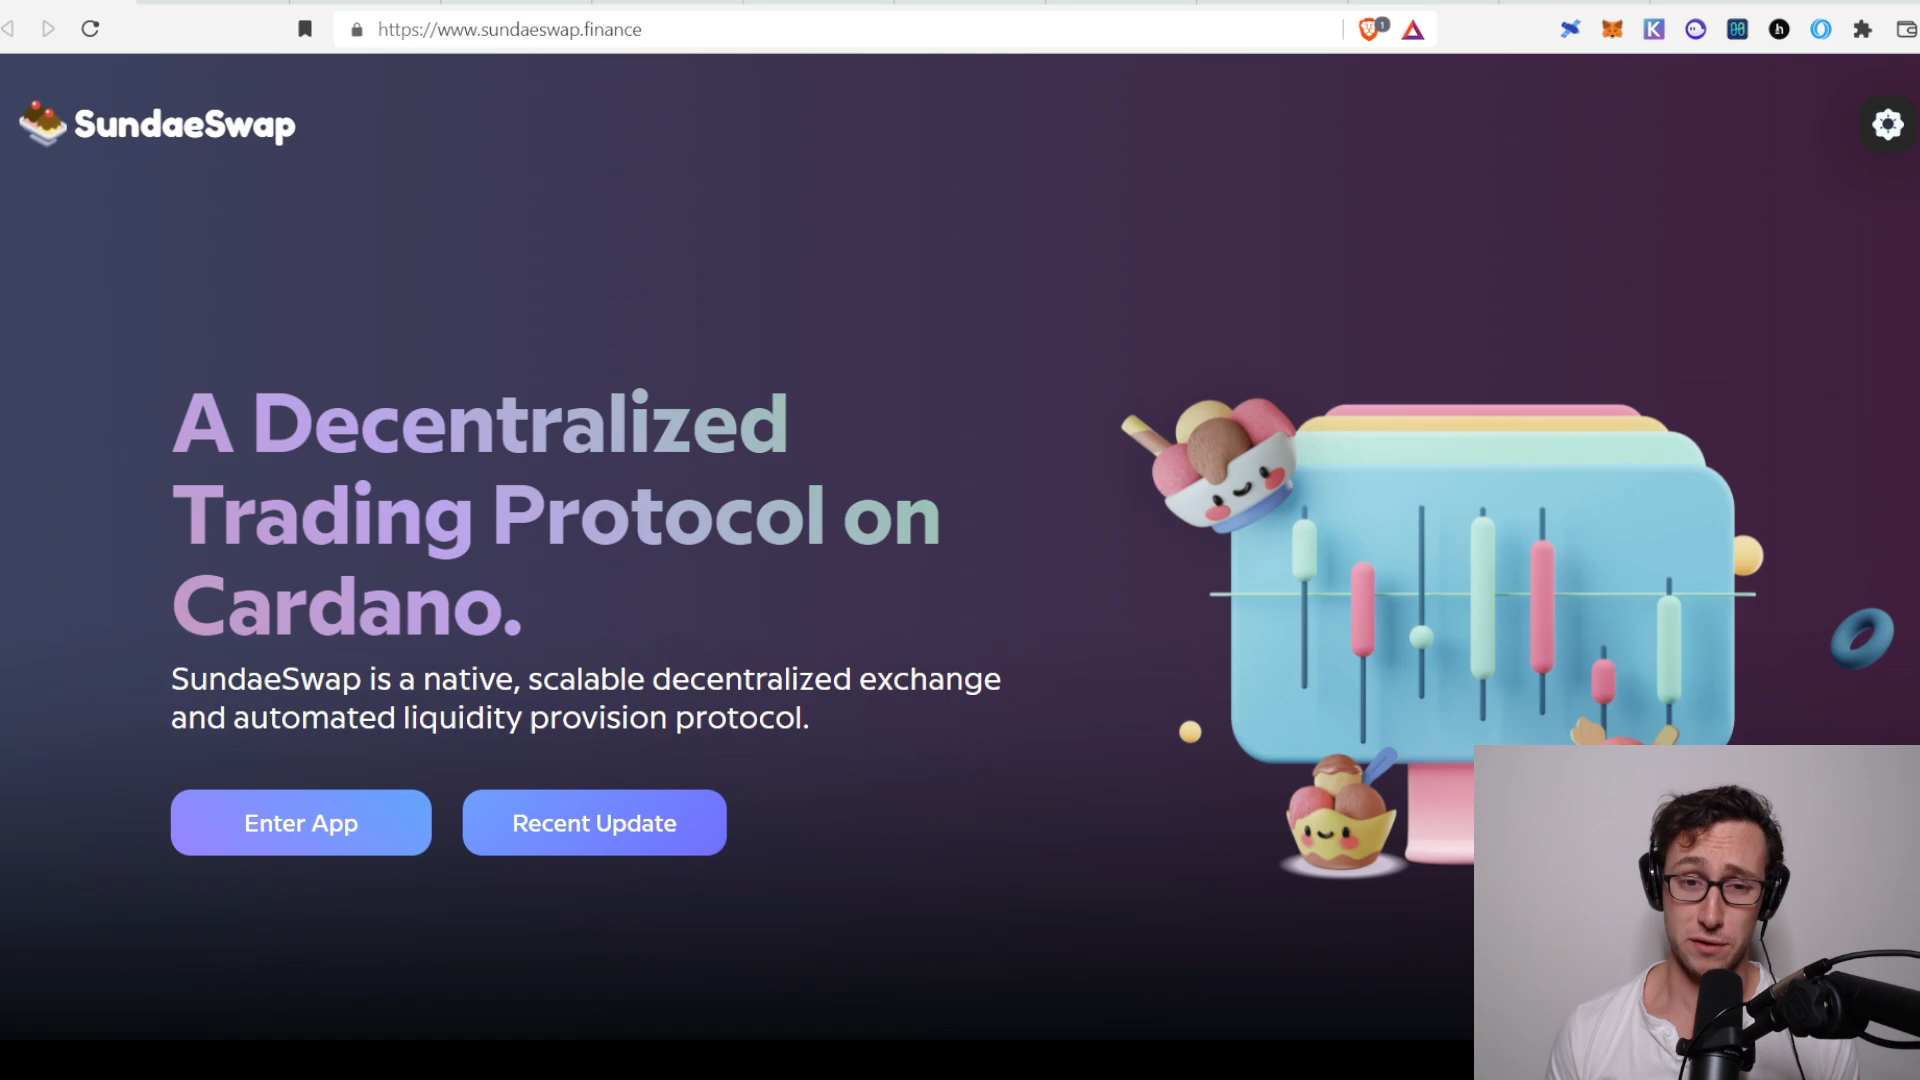 https://www.sundaeswap.finance
1
SundaeSwap
A Decentralized
Trading Protocol on
Cardano.
SundaeSwap is a native, scalable decentralized exchange
and automated liquidity provision protocol.
Enter App
Recent Update